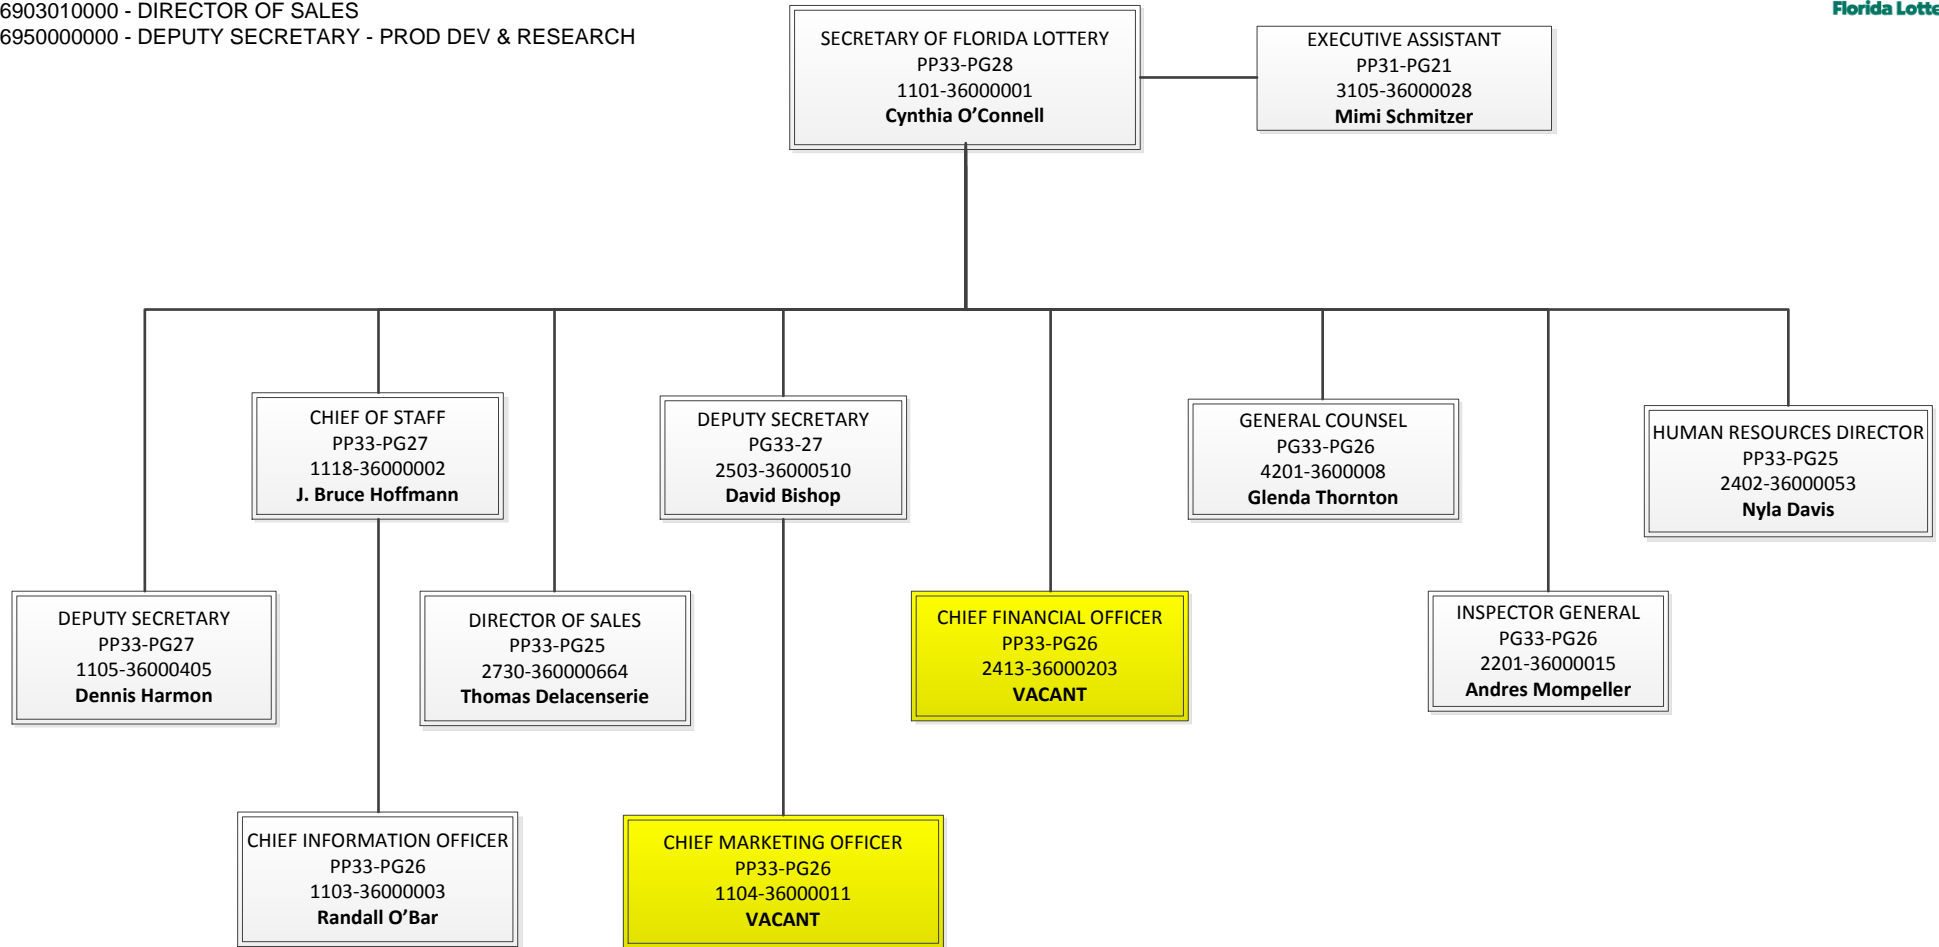 6903010000 - DIRECTOR OF SALES
6950000000 - DEPUTY SECRETARY - PROD DEV & RESEARCH
Florida Lotte
SECRETARY OF FLORIDA LOTTERY
PP33-PG28
1101-36000001
Cynthia O’Connell
EXECUTIVE ASSISTANT
PP31-PG21
3105-36000028
Mimi Schmitzer
CHIEF OF STAFF
PP33-PG27
1118-36000002
J. Bruce Hoffmann
DEPUTY SECRETARY
PG33-27
2503-36000510
David Bishop
GENERAL COUNSEL
PG33-PG26
4201-3600008
Glenda Thornton
HUMAN RESOURCES DIRECTOR
PP33-PG25
2402-36000053
Nyla Davis
DEPUTY SECRETARY
PP33-PG27
1105-36000405
Dennis Harmon
DIRECTOR OF SALES
PP33-PG25
2730-360000664
Thomas Delacenserie
CHIEF FINANCIAL OFFICER
PP33-PG26
2413-36000203
VACANT
INSPECTOR GENERAL
PG33-PG26
2201-36000015
Andres Mompeller
CHIEF INFORMATION OFFICER
PP33-PG26
1103-36000003
Randall O’Bar
CHIEF MARKETING OFFICER
PP33-PG26
1104-36000011
VACANT